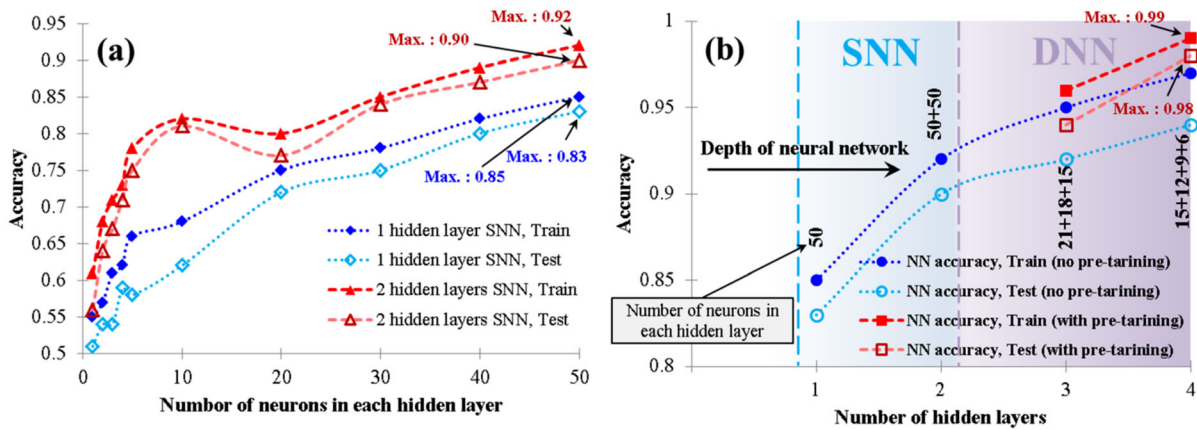 (a)
Max. : 0.92
Max. : 0.90
Max. : 0.83
Max. : 0.85
0.95
0.9
0.85
0.8
0.75
0.7
0.65
0.6
0.55
0.5
Accuracy
1 hidden layer SNN, Train
1 hidden layer SNN, Test
2 hidden layers SNN, Train
2 hidden layers SNN, Test
0 10 20 30 40 50
Numbor of neurons in each hidden layer
(b)
SNN
DNN
Max. : 0.99
Max. : 0.98
1
0.95
0.9
0.85
0.8
Accuracy
Depth of neural network
50
50+50
21+18+15
15+12+9+6
Number of neurons in
each hidden layer
NN accuracy, Train (no pre-tarining)
NN accuracy, Test (no pre-tarining)
NN accuracy, Train (with pre-tarining)
NN accuracy, Test (with pre-tarining)
1 2 3 4
Number of hidden layers